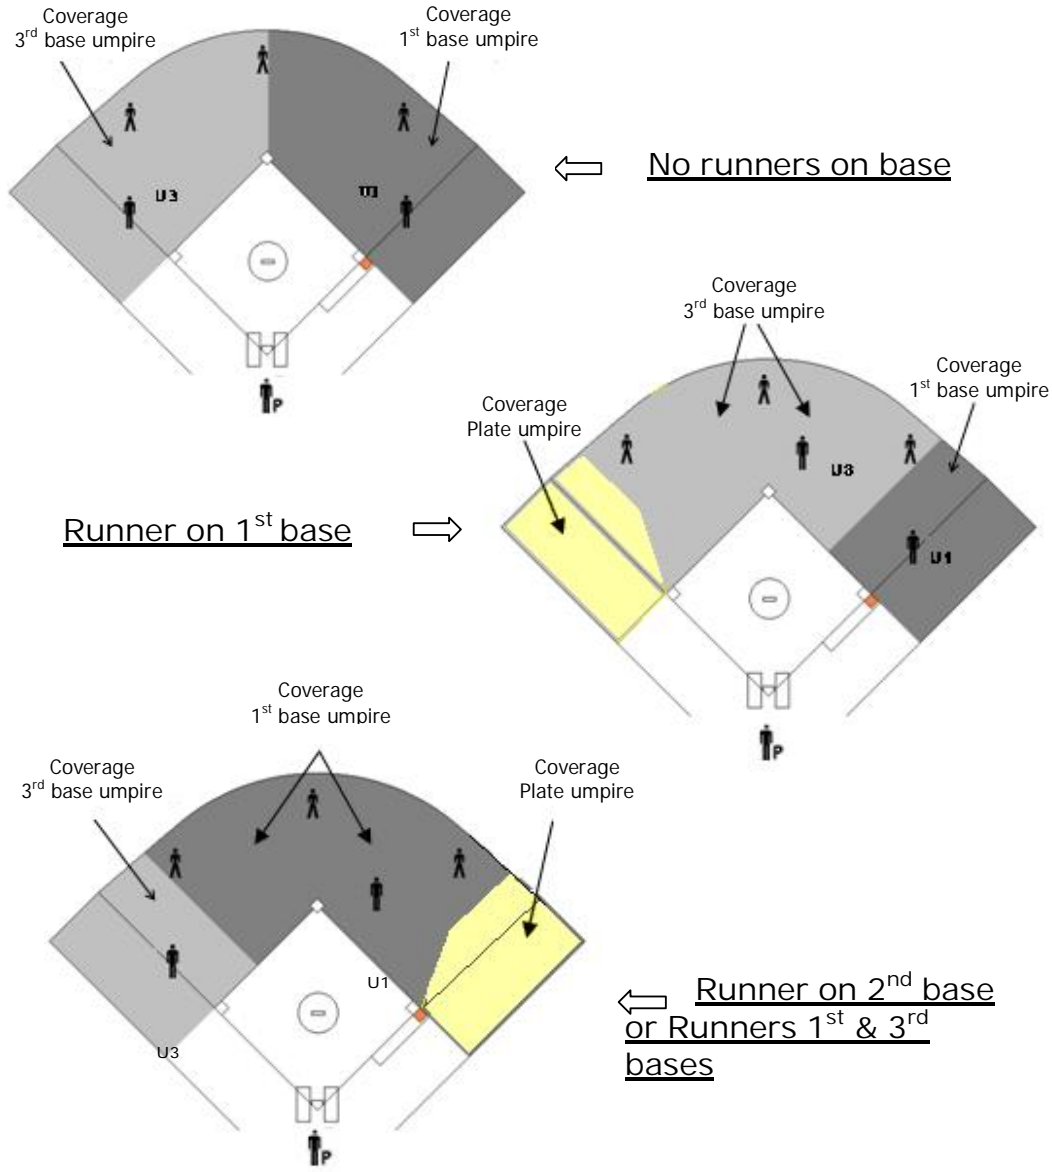 Coverage
3rd base umpire
Coverage
1st base umpire
U3
No runners on base
P
Coverage
3rd base umpire
Coverage
1st base umpire
Coverage
Plate umpire
U3
Runner on 1st base
U1
P
Coverage
1st base umpire
Coverage
3rd base umpire
Coverage
Plate umpire
U1
Runner on 2nd base
or Runners 1st & 3rd
bases
U3
P